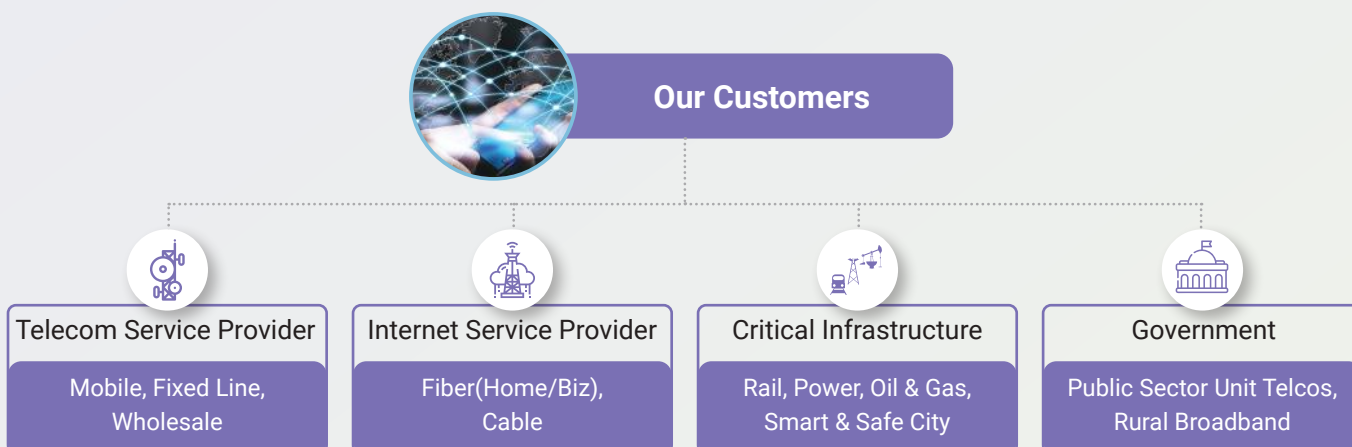 Our Customers
Telecom Service Provider
Mobile, Fixed Line,
Wholesale
Internet Service Provider
Fiber(Home/Biz),
Cable
Critical Infrastructure
Rail, Power, Oil & Gas,
Smart & Safe City
Government
Public Sector Unit Telcos,
Rural Broadband